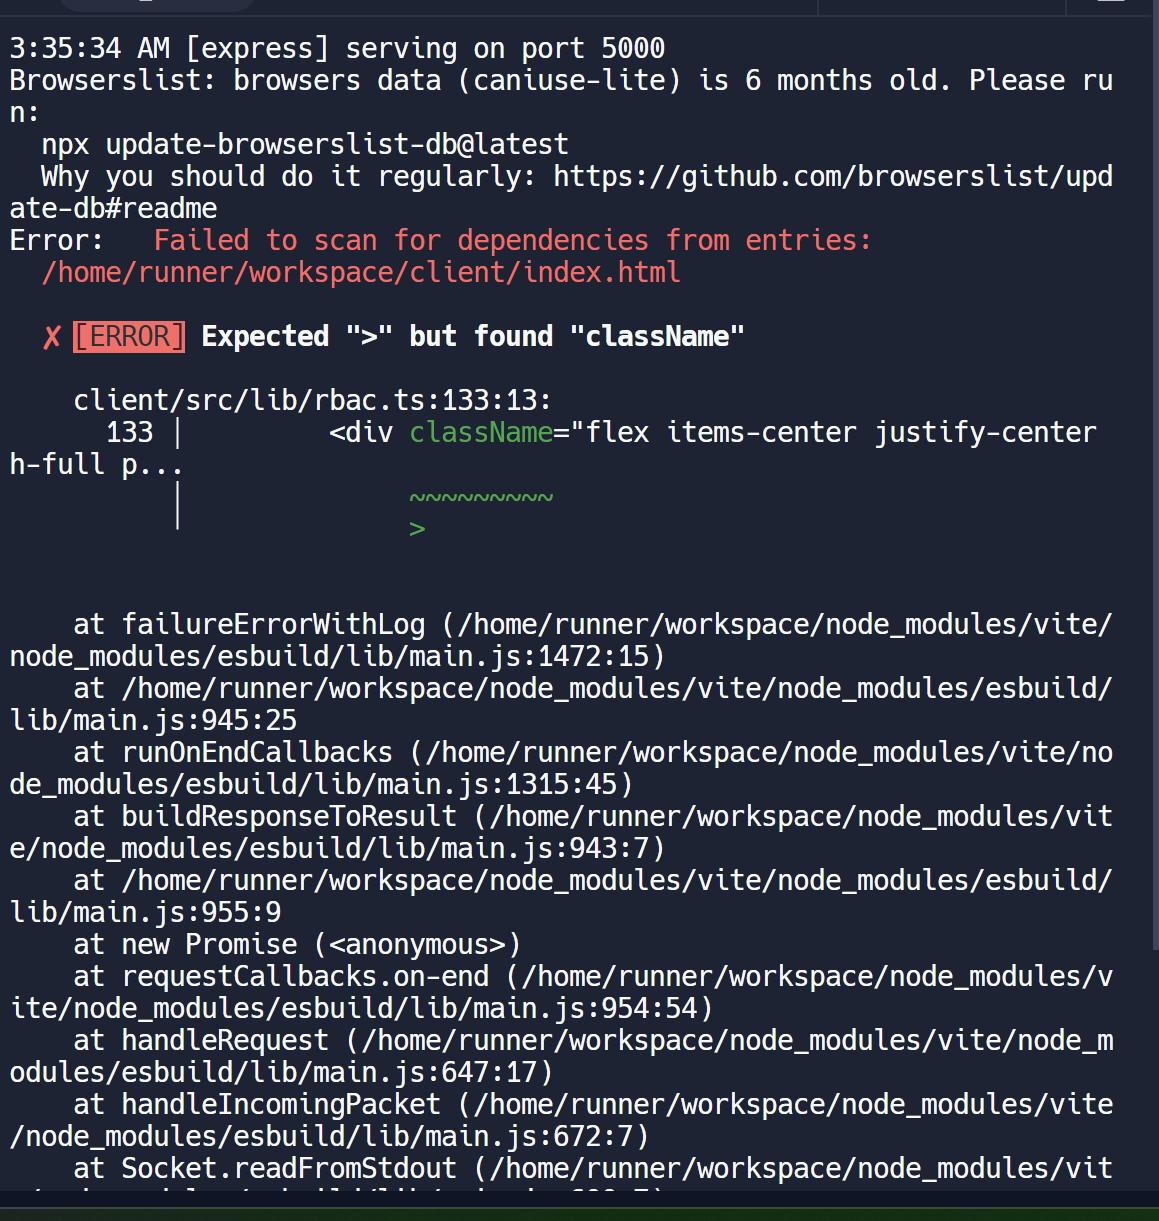 3:35:34 AM [express] serving on port 5000
Browserslist: browsers data (caniuse-lite) is 6 months old. Please ru
n:
  npx update-browserslist-db@latest
  Why you should do it regularly: https://github.com/browserslist/upd
ate-db#readme
Error:   Failed to scan for dependencies from entries:
  /home/runner/workspace/client/index.html
  ✗ [ERROR] Expected ">" but found "className"
    client/src/lib/rbac.ts:133:13:
      133 │         <div className="flex items-center justify-center
h-full p...
          │              ~~~~~~~~~
          ╵              >
    at failureErrorWithLog (/home/runner/workspace/node_modules/vite/
node_modules/esbuild/lib/main.js:1472:15)
    at /home/runner/workspace/node_modules/vite/node_modules/esbuild/
lib/main.js:945:25
    at runOnEndCallbacks (/home/runner/workspace/node_modules/vite/no
de_modules/esbuild/lib/main.js:1315:45)
    at buildResponseToResult (/home/runner/workspace/node_modules/vit
e/node_modules/esbuild/lib/main.js:943:7)
    at /home/runner/workspace/node_modules/vite/node_modules/esbuild/
lib/main.js:955:9
    at new Promise (<anonymous>)
    at requestCallbacks.on-end (/home/runner/workspace/node_modules/v
ite/node_modules/esbuild/lib/main.js:954:54)
    at handleRequest (/home/runner/workspace/node_modules/vite/node_m
odules/esbuild/lib/main.js:647:17)
    at handleIncomingPacket (/home/runner/workspace/node_modules/vite
/node_modules/esbuild/lib/main.js:672:7)
    at Socket.readFromStdout (/home/runner/workspace/node_modules/vit